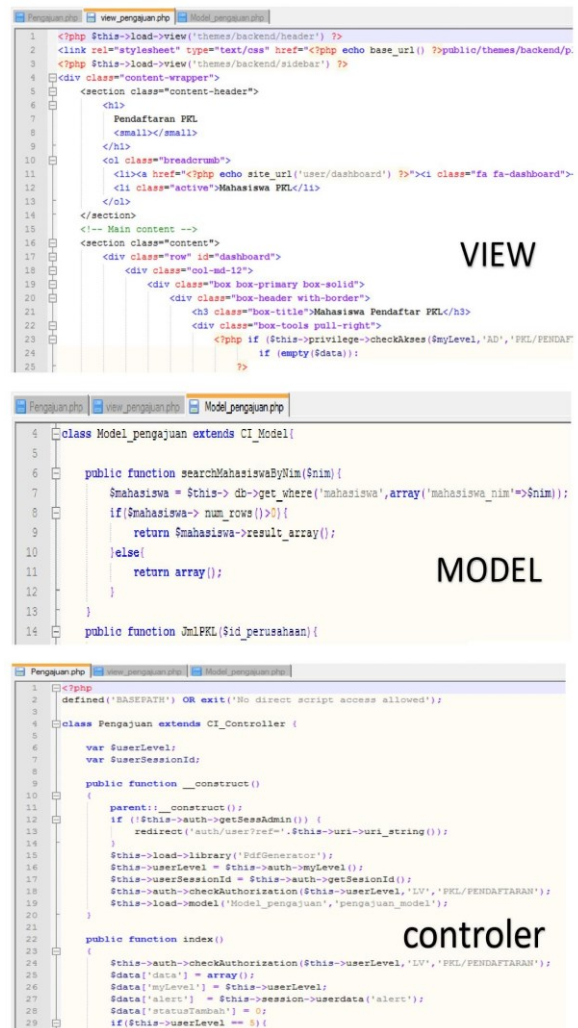 Pengajuan.php view_pengajuan.php Model_pengajuan.php
1 <?php $this->load->view('themes/backend/header') ?>
2 <link rel="stylesheet" type="text/css" href="<?php echo base_url() ?>public/themes/backend/p
3 <?php $this->load->view('themes/backend/sidebar') ?>
4 <div class="content-wrapper">
5 <section class="content-header">
6 <h1>
7 Pendaftaran PKL
8 <small></small>
9 </h1>
10 <ol class="breadcrumb">
11 <li><a href="<?php echo site_url('user/dashboard') ?>"><i class="fa fa-dashboard">
12 <li class="active">Mahasiswa PKL</li>
13 </ol>
14 </section>
15 <!-- Main content -->
16 <section class="content">
17 <div class="row" id="dashboard">
18 <div class="col-md-12">
19 <div class="box box-primary box-solid">
20 <div class="box-header with-border">
21 <h3 class="box-title">Mahasiswa Pendaftar PKL</h3>
22 <div class="box-tools pull-right">
23 <?php if ($this->privilege->checkAkses($myLevel,'AD','PKL/PENDAF
24 if (empty($data)):
25 ?>
VIEW
Pengajuan.php view_pengajuan.php Model_pengajuan.php
4 class Model_pengajuan extends CI_Model{
5
6 public function searchMahasiswaByNim($nim){
7 $mahasiswa = $this-> db->get_where('mahasiswa',array('mahasiswa_nim'=>$nim));
8 if($mahasiswa-> num_rows()>0){
9 return $mahasiswa->result_array();
10 }else{
11 return array();
12 }
13 }
14 public function JmlPKL($id_perusahaan){
MODEL
Pengajuan.php view_pengajuan.php Model_pengajuan.php
1 <?php
2 defined('BASEPATH') OR exit('No direct script access allowed');
3
4 class Pengajuan extends CI_Controller {
5
6 var $userLevel;
7 var $userSessionId;
8
9 public function __construct()
10 {
11 parent::__construct();
12 if (!$this->auth->getSessAdmin()) {
13 redirect('auth/user?ref='.$this->uri->uri_string());
14 }
15 $this->load->library('PdfGenerator');
16 $this->userLevel = $this->auth->myLevel();
17 $this->userSessionId = $this->auth->getSesionId();
18 $this->auth->checkAuthorization($this->userLevel,'LV','PKL/PENDAFTARAN');
19 $this->load->model('Model_pengajuan','pengajuan_model');
20 }
21
22 public function index()
23 {
24 $this->auth->checkAuthorization($this->userLevel,'LV','PKL/PENDAFTARAN');
25 $data['data'] = array();
26 $data['myLevel'] = $this->userLevel;
27 $data['alert'] = $this->session->userdata('alert');
28 $data['statusTambah'] = 0;
29 if($this->userLevel == 5){
controler